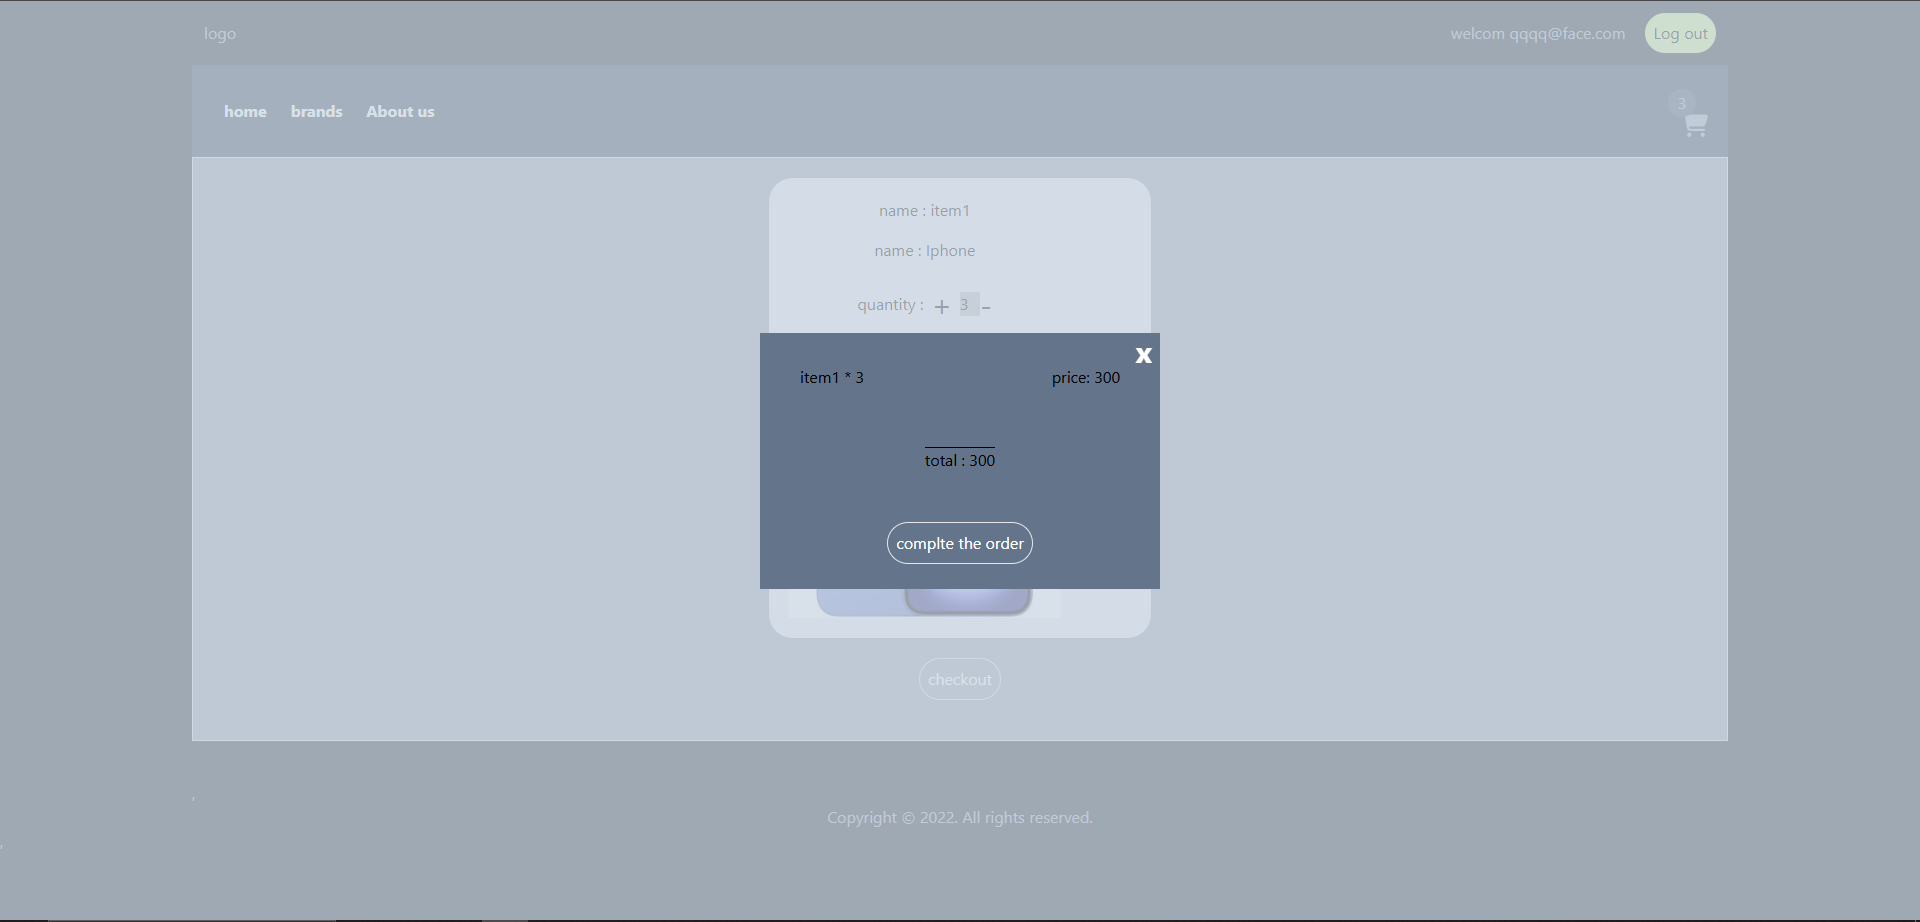 logo
welcom qqqq@face.com
Log out
home brands About us
3
name : item1
name : Iphone
quantity : + 3 -
x
item1 * 3
price: 300
total : 300
complte the order
checkout
,
Copyright © 2022. All rights reserved.
,